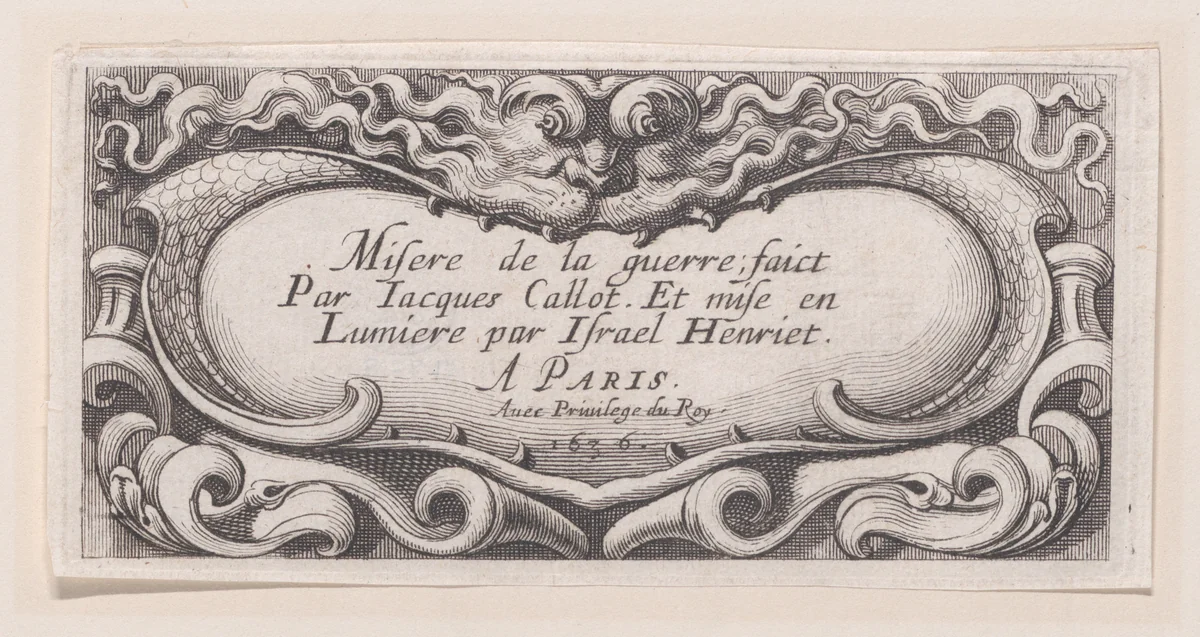 Miſere de la guerre; faict
Par Iacques Callot. Et miſe en
Lumiere par Iſrael Henriet.
A PARIS.
Auec Priuilege du Roy.
1636.